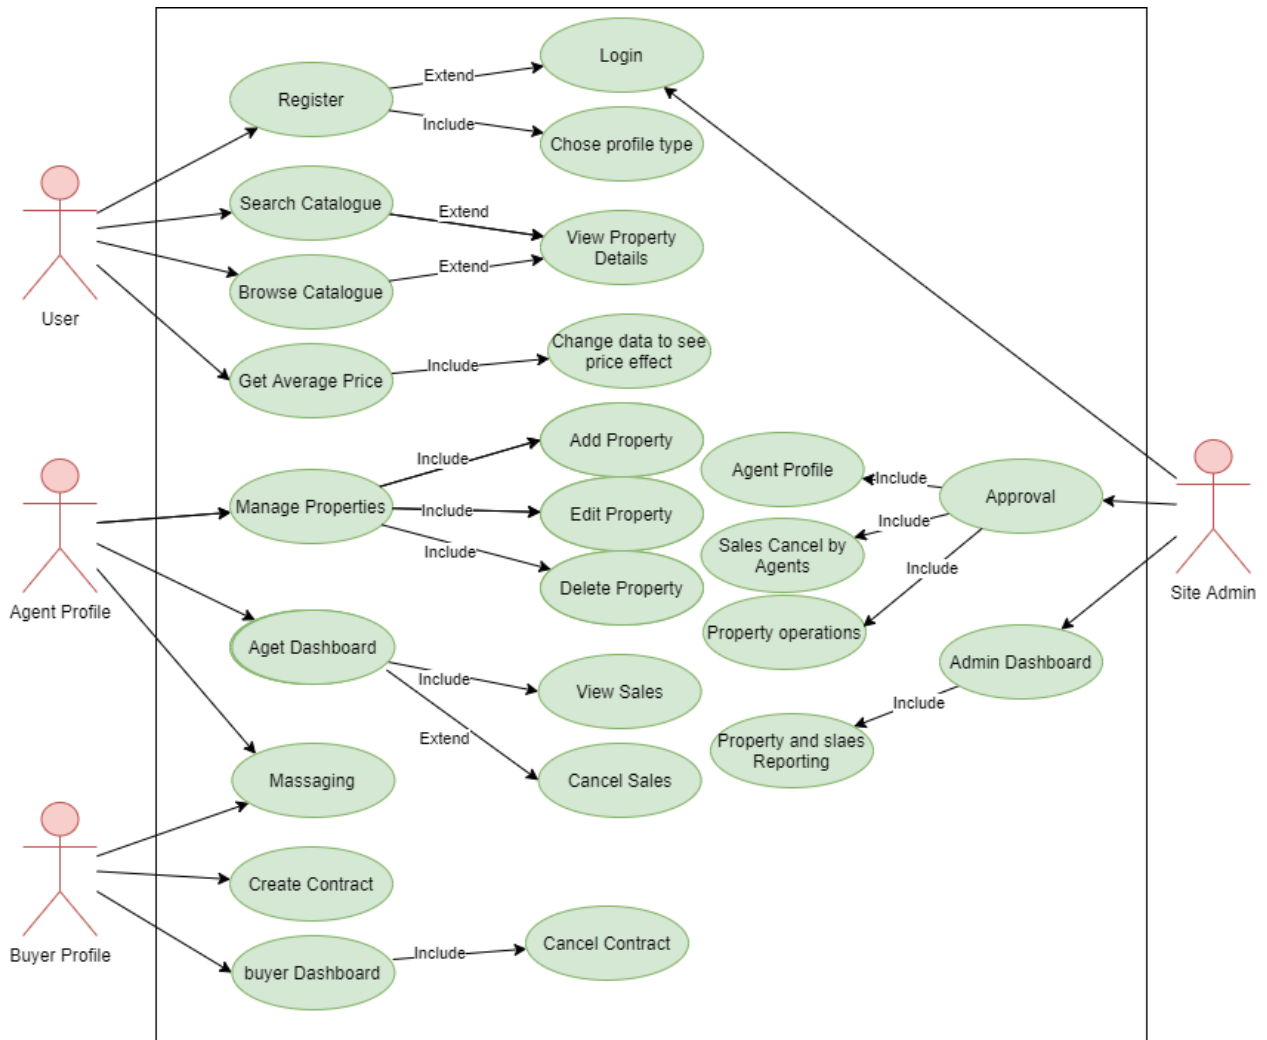 Login
Extend
Register
Include
Chose profile type
Search Catalogue
Extend
View Property
Details
Browse Catalogue
Extend
User
Get Average Price
Include
Change data to see
price effect
Agent Profile
Manage Properties
Include
Add Property
Include
Edit Property
Include
Delete Property
Aget Dashboard
Include
View Sales
Extend
Cancel Sales
Massaging
Buyer Profile
Create Contract
buyer Dashboard
Include
Cancel Contract
Site Admin
Approval
Include
Agent Profile
Include
Sales Cancel by
Agents
Include
Property operations
Admin Dashboard
Include
Property and slaes
Reporting